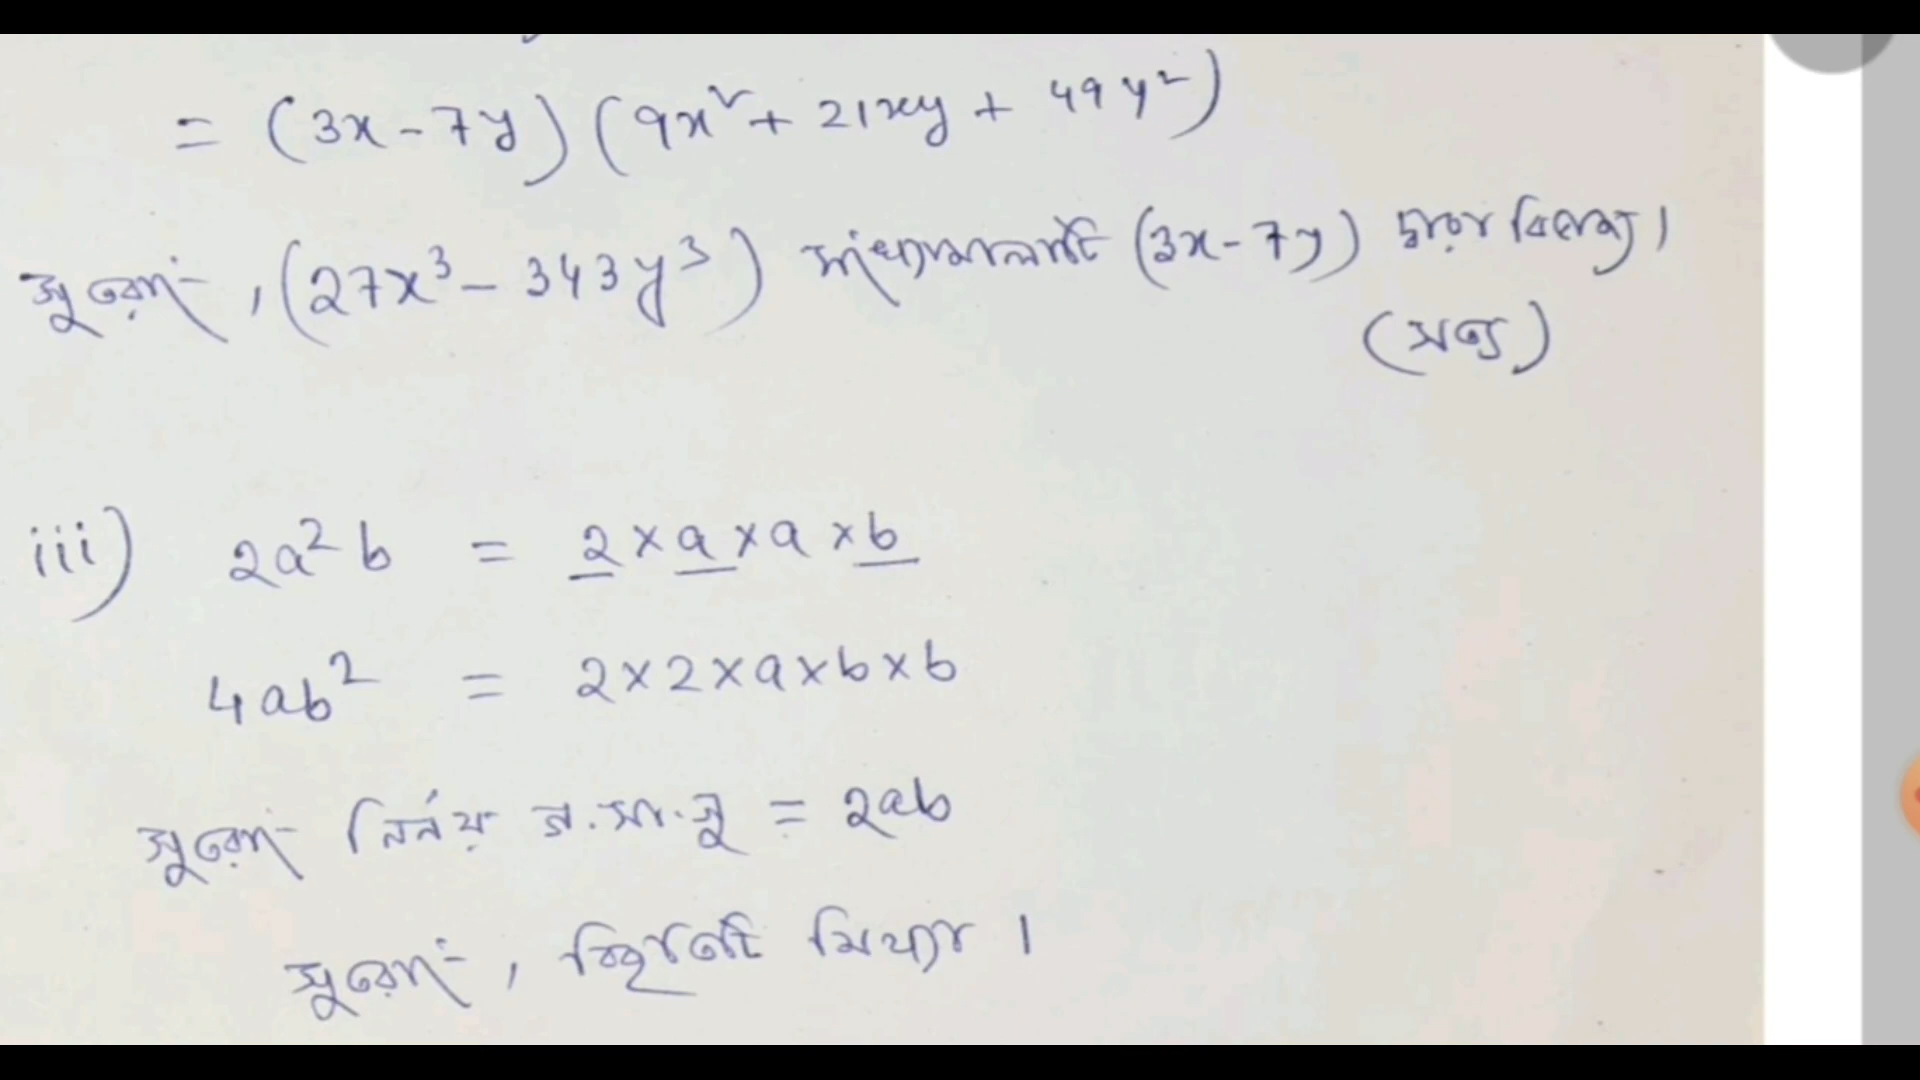 = (3x - 7y) (9x² + 21xy + 49y²)
সুতরাং, (27x³ - 343y³) সংখ্যামালাটি (3x - 7y) দ্বারা বিভাজ্য।
(সত্য)
iii) 2a²b = 2 × a × a × b
4ab² = 2 × 2 × a × b × b
সুতরাং নির্ণয় গ. সা. গু = 2ab
সুতরাং, বিবৃতিটি মিথ্যা।